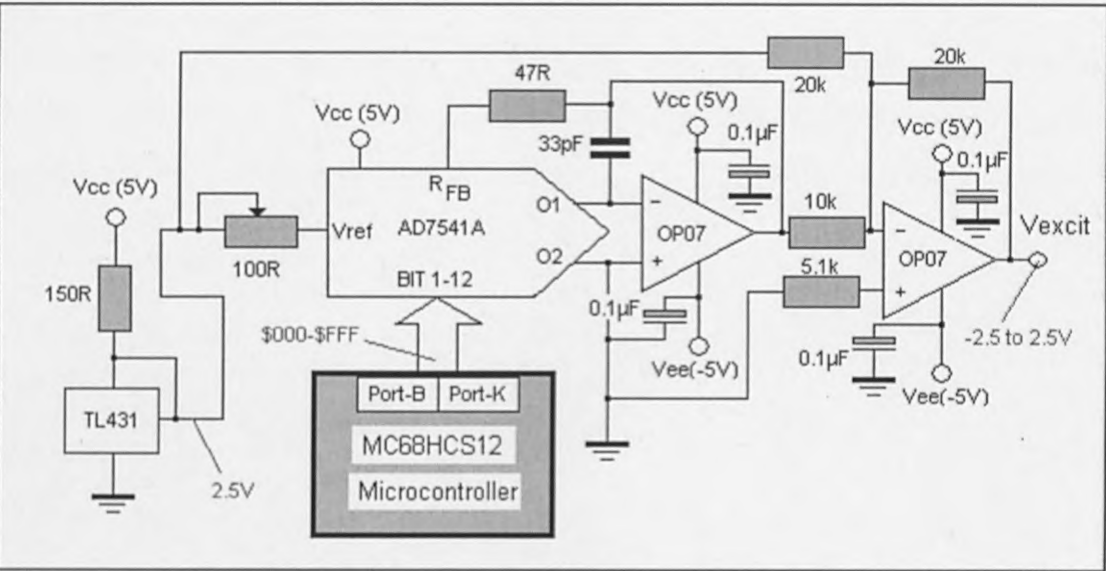 20k
20k
47R
Vcc (5V)
33pF
Vcc (5V)
0.1µF
Vcc (5V)
0.1µF
Vcc (5V)
R FB
O1
Vref
AD7541A
O2
BIT 1-12
100R
150R
-
OP07
+
10k
5.1k
-
OP07
+
Vexcit
-2.5 to 2.5V
0.1µF
Vee(-5V)
0.1µF
Vee(-5V)
$000-$FFF
Port-B
Port-K
MC68HCS12
Microcontroller
TL431
2.5V